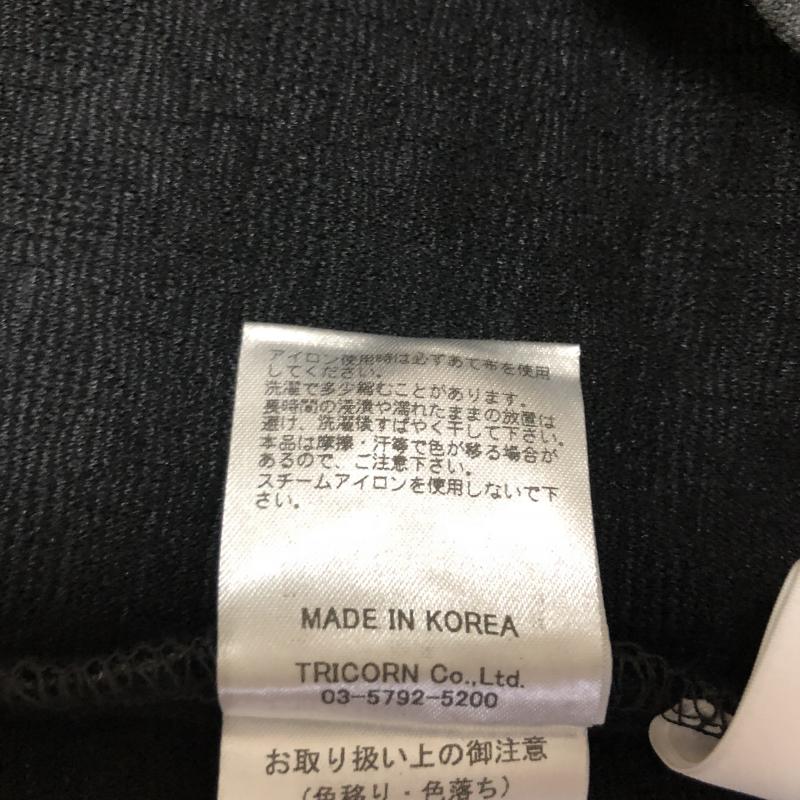 アイロン使用時は必ずあて布を使用
してください。
洗濯で多少縮むことがあります。
長時間の浸漬や濡れたままの放置は
避け、洗濯後すばやく干して下さい。
本品は摩擦・汗等で色が移る場合が
あるので、ご注意下さい。
スチームアイロンを使用しないで下
さい。
MADE IN KOREA
TRICORN Co.,Ltd.
03-5792-5200
お取り扱い上の御注意
（色移り・色落ち）